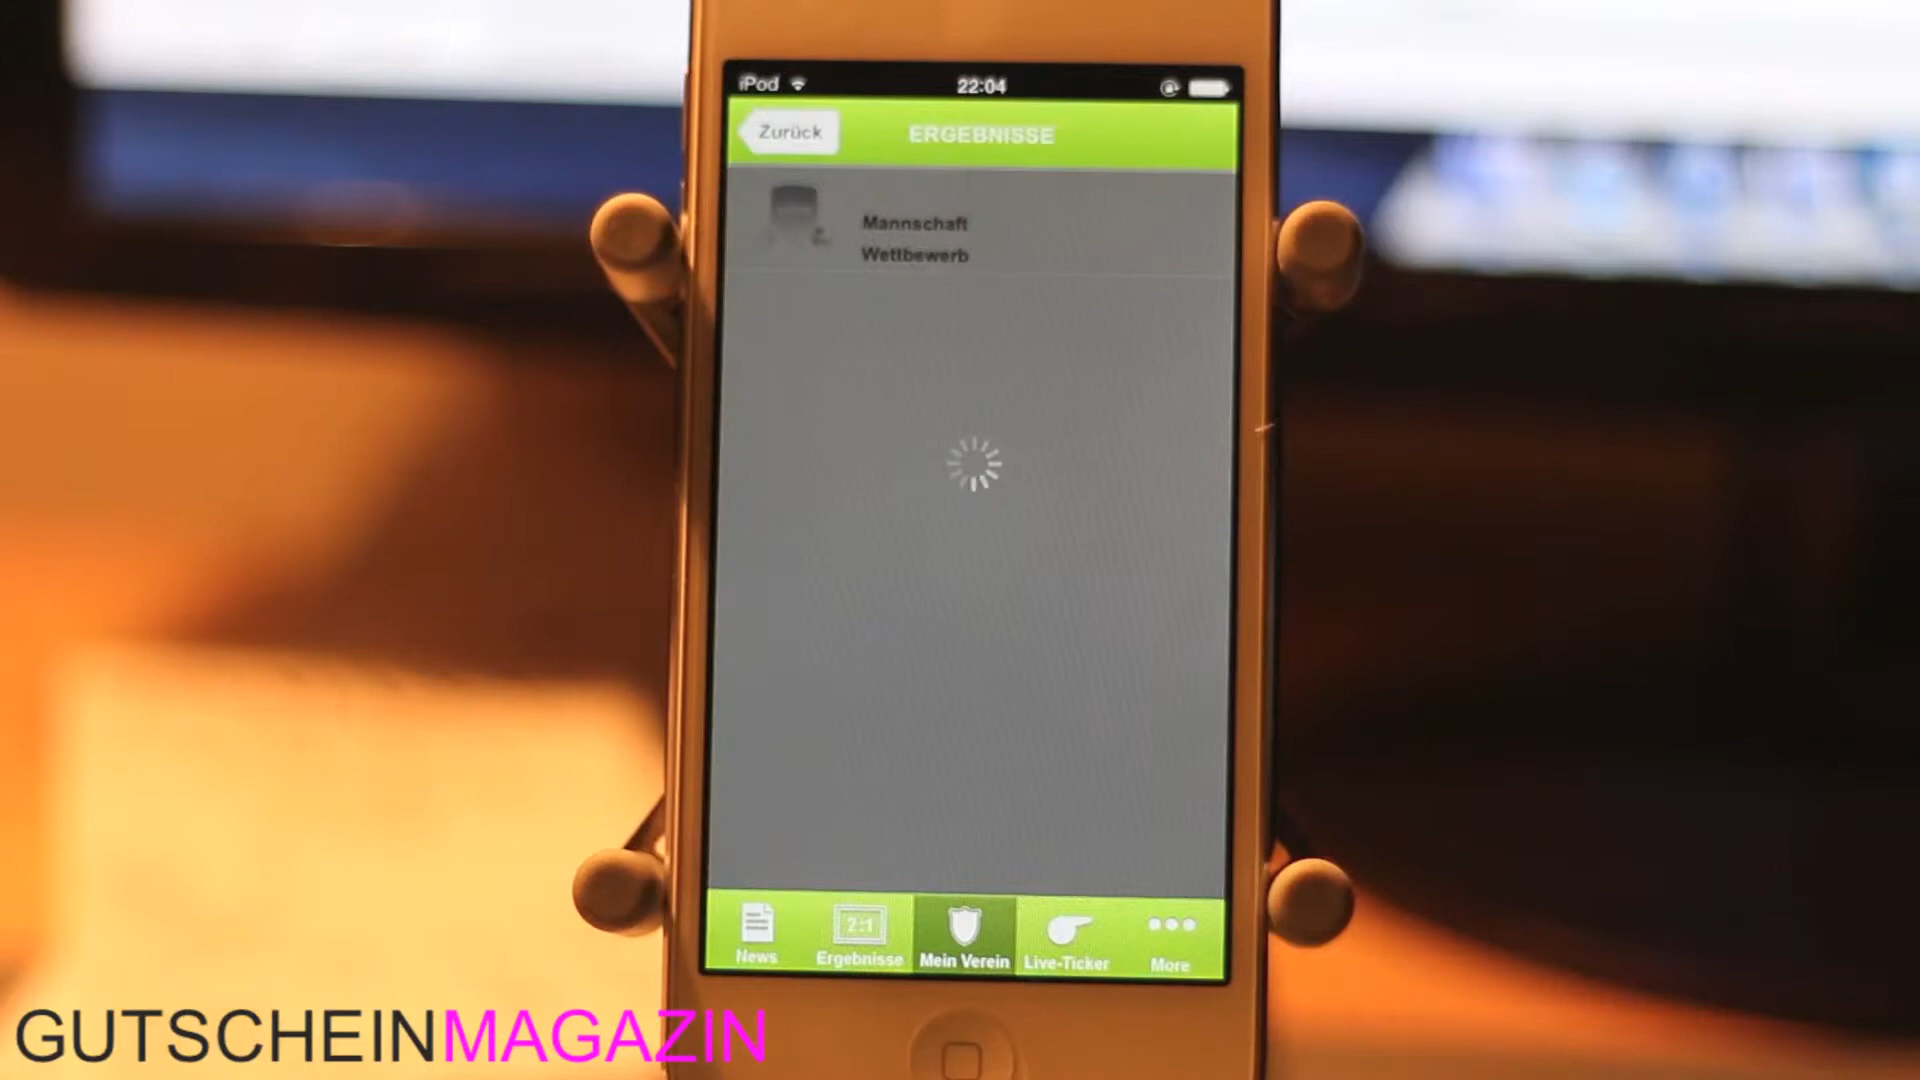 iPod 22:04
Zurück ERGEBNISSE
Mannschaft
Wettbewerb
2:1
News Ergebnisse Mein Verein Live-Ticker More
GUTSCHEINMAGAZIN